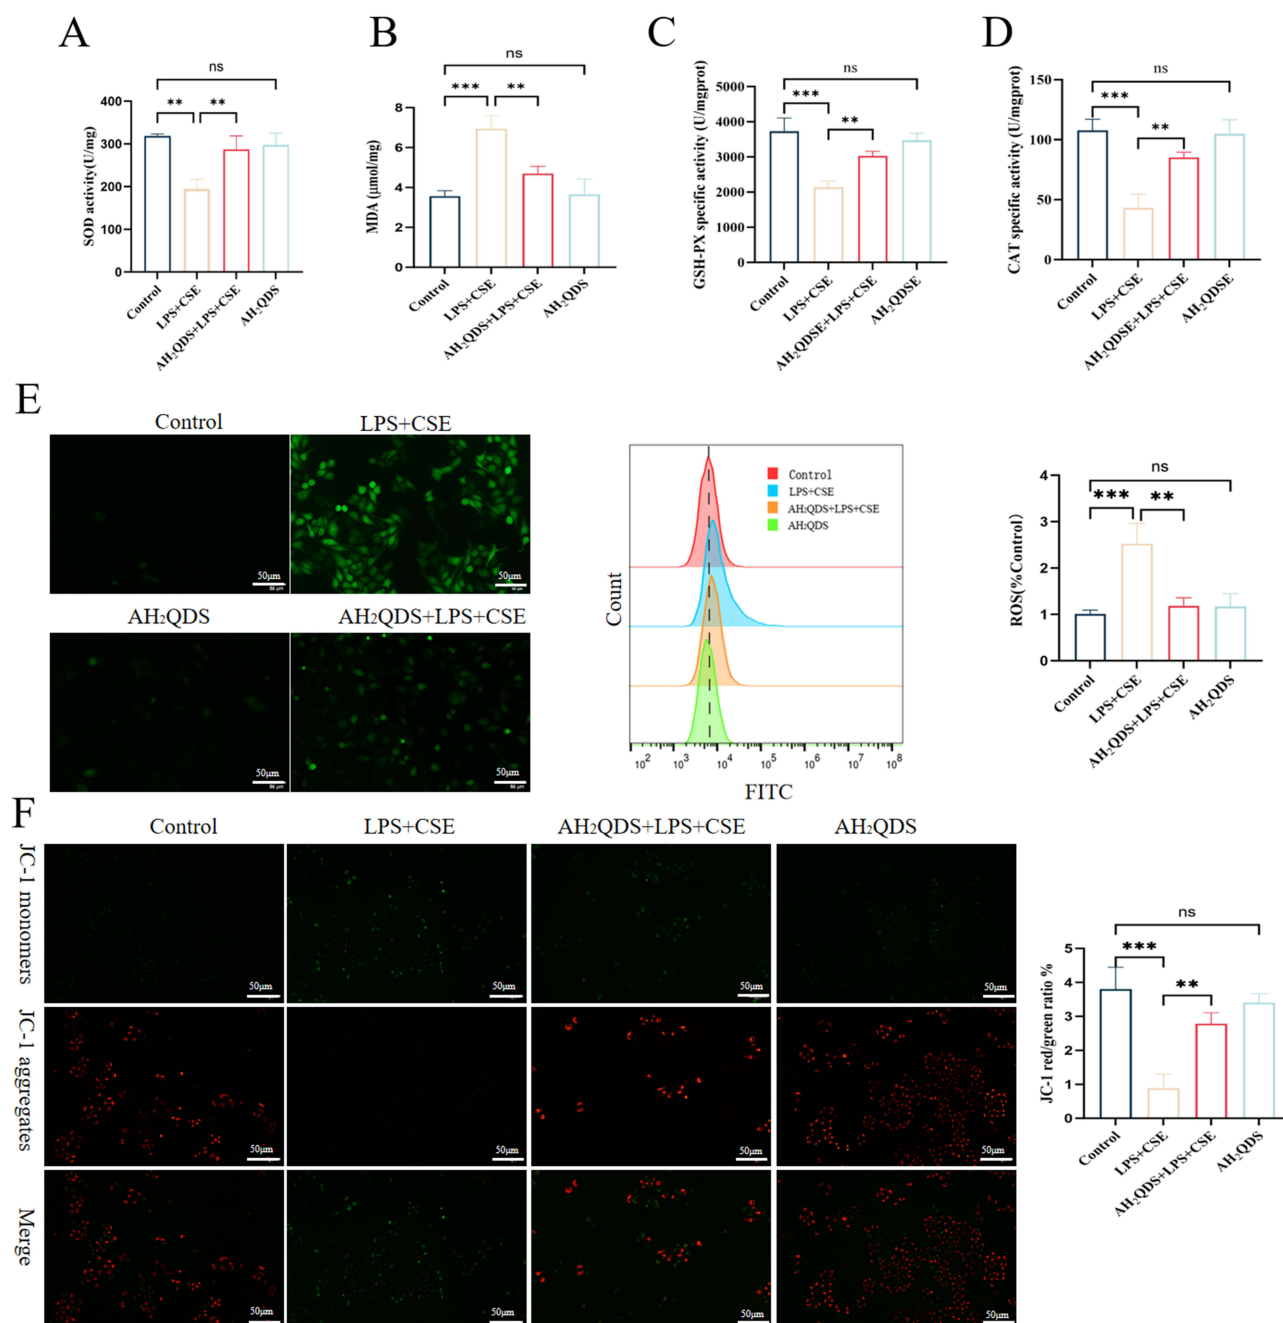 A
ns
**
**
SOD activity(U/mg)
400
300
200
100
0
Control
LPS+CSE
AH₂QDS+LPS+CSE
AH₂QDS
B
ns
***
**
MDA (μmol/mg)
8
6
4
2
0
Control
LPS+CSE
AH₂QDS+LPS+CSE
AH₂QDS
C
ns
***
**
GSH-PX specific activity (U/mgprot)
5000
4000
3000
2000
1000
0
Control
LPS+CSE
AH₂QDSE+LPS+CSE
AH₂QDSE
D
ns
***
**
CAT specific activity (U/mgprot)
150
100
50
0
Control
LPS+CSE
AH₂QDSE+LPS+CSE
AH₂QDSE
E
Control
LPS+CSE
50μm
50μm
AH₂QDS
AH₂QDS+LPS+CSE
50μm
50 μm
50μm
50 μm
Count
Control
LPS+CSE
AH₂QDS+LPS+CSE
AH₂QDS
10² 10³ 10⁴ 10⁵ 10⁶ 10⁷ 10⁸
FITC
ns
***
**
ROS(%Control)
4
3
2
1
0
Control
LPS+CSE
AH₂QDS+LPS+CSE
AH₂QDS
F
Control
LPS+CSE
AH₂QDS+LPS+CSE
AH₂QDS
JC-1 monomers
50μm
50μm
50μm
50μm
JC-1 aggregates
50μm
50μm
50μm
50μm
Merge
50μm
50μm
50μm
50μm
ns
***
**
JC-1 red/green ratio %
5
4
3
2
1
0
Control
LPS+CSE
AH₂QDS+LPS+CSE
AH₂QDS